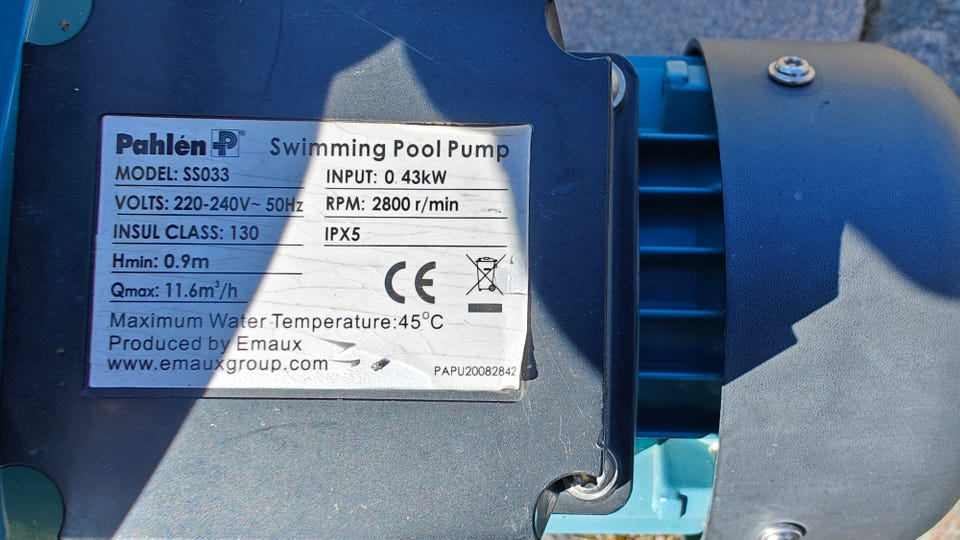 Pahlén P® Swimming Pool Pump
MODEL: SS033 INPUT: 0.43kW
VOLTS: 220-240V~ 50Hz RPM: 2800 r/min
INSUL CLASS: 130 IPX5
Hmin: 0.9m
Qmax: 11.6m³/h CE
Maximum Water Temperature:45°C
Produced by Emaux
www.emauxgroup.com
PAPU20082842